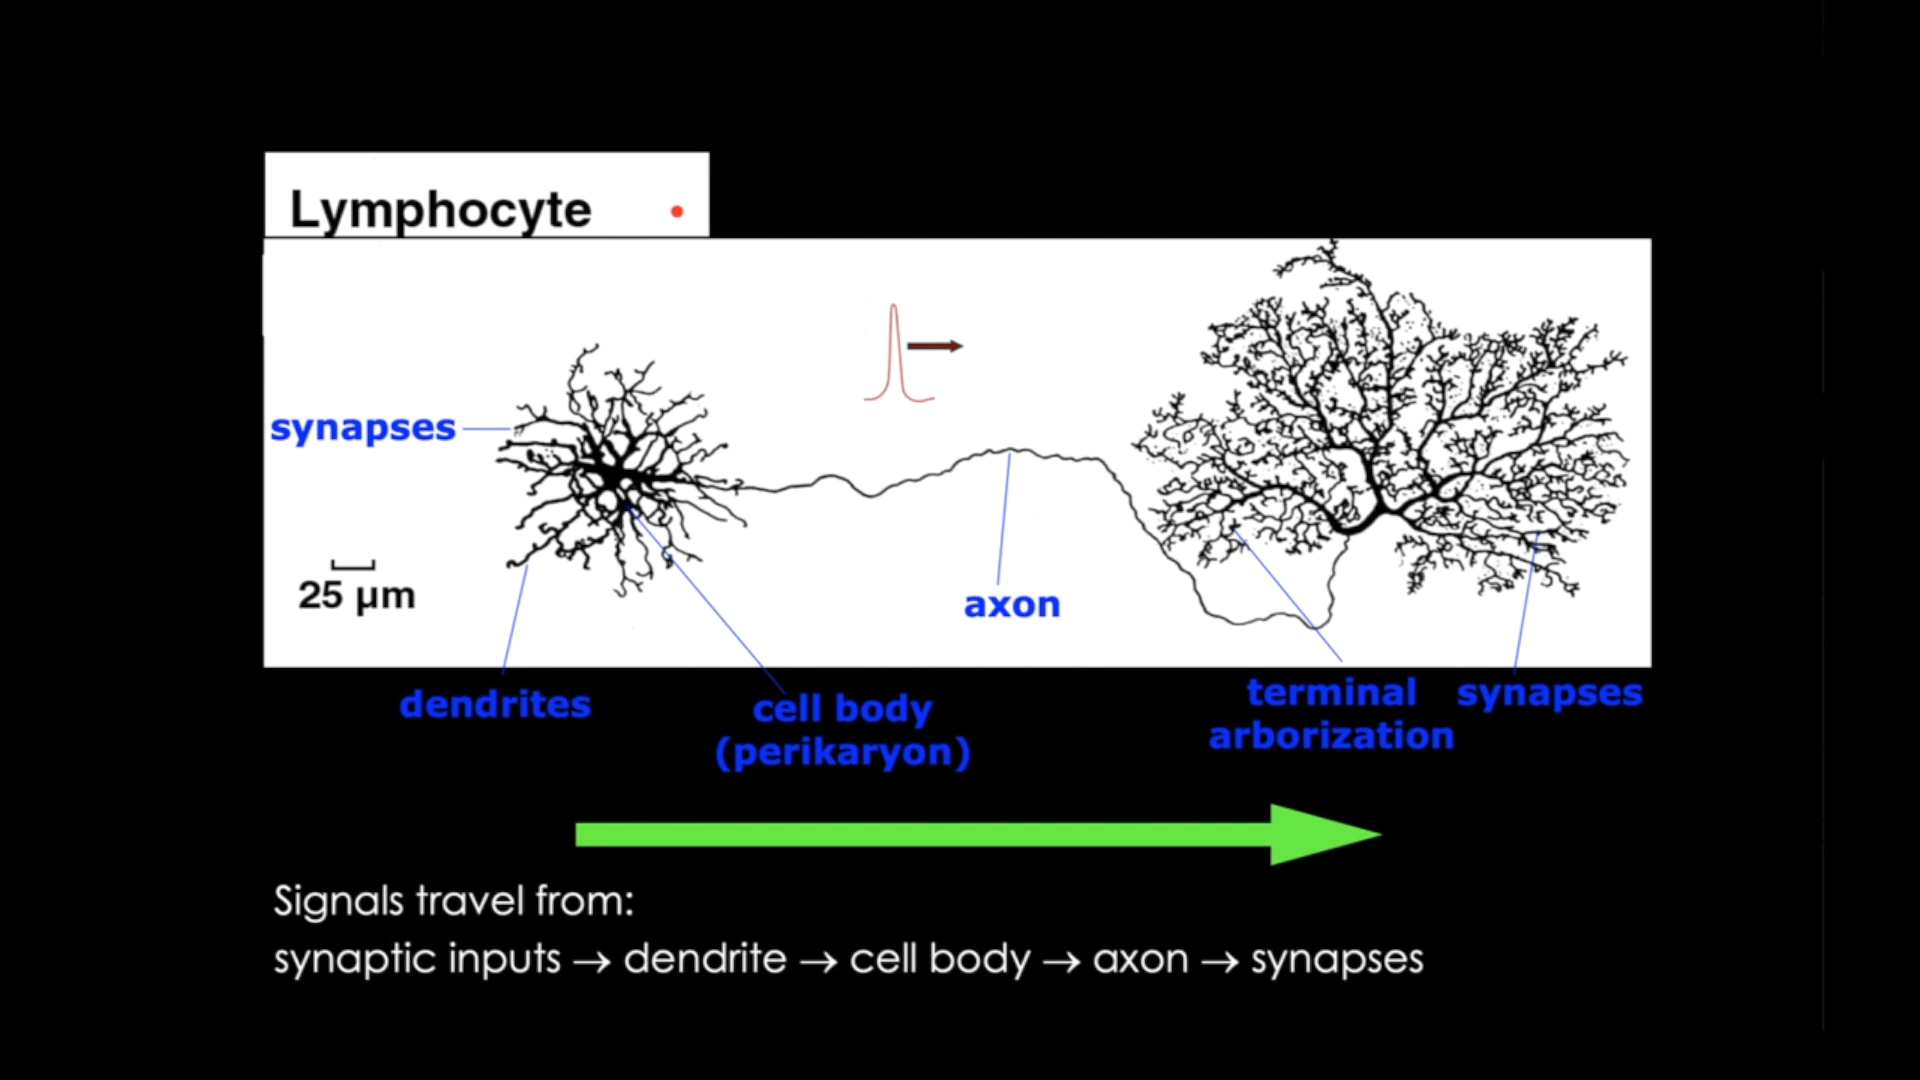 Lymphocyte
synapses
25 µm
axon
dendrites
cell body
(perikaryon)
terminal
arborization
synapses
Signals travel from:
synaptic inputs → dendrite → cell body → axon → synapses